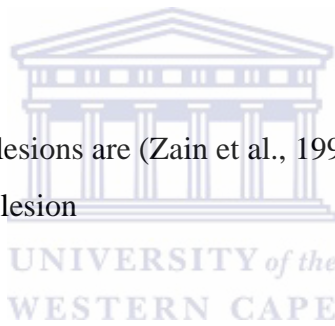 lesions are (Zain et al., 199
lesion
UNIVERSITY of the
WESTERN CAPE